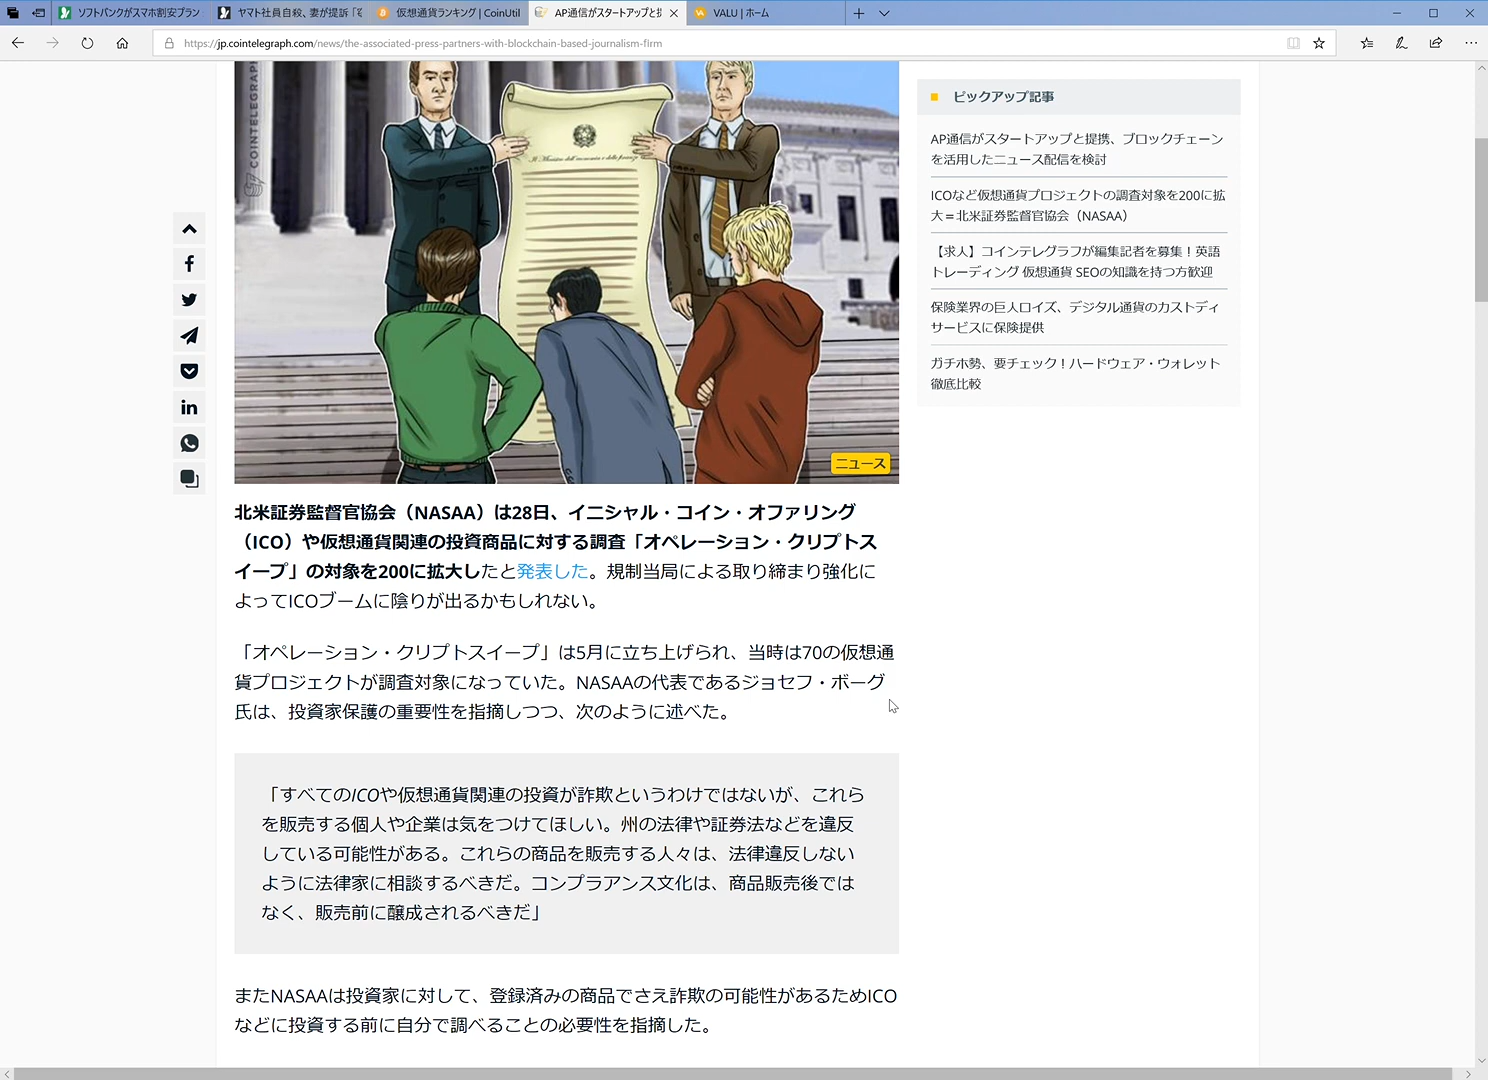 ソフトバンクがスマホ割安プラン
ヤマト社員自殺、妻が提訴
仮想通貨ランキング | CoinUtil
AP通信がスタートアップと提
VALU | ホーム
https://jp.cointelegraph.com/news/the-associated-press-partners-with-blockchain-based-journalism-firm
COINTELEGRAPH
Il Ministro dell'economia e delle finanze
ニュース
北米証券監督官協会（NASAA）は28日、イニシャル・コイン・オファリング
（ICO）や仮想通貨関連の投資商品に対する調査「オペレーション・クリプトス
イープ」の対象を200に拡大したと発表した。規制当局による取り締まり強化に
よってICOブームに陰りが出るかもしれない。
「オペレーション・クリプトスイープ」は5月に立ち上げられ、当時は70の仮想通
貨プロジェクトが調査対象になっていた。NASAAの代表であるジョセフ・ボーグ
氏は、投資家保護の重要性を指摘しつつ、次のように述べた。
「すべてのICOや仮想通貨関連の投資が詐欺というわけではないが、これら
を販売する個人や企業は気をつけてほしい。州の法律や証券法などを違反
している可能性がある。これらの商品を販売する人々は、法律違反しない
ように法律家に相談するべきだ。コンプラアンス文化は、商品販売後では
なく、販売前に醸成されるべきだ」
またNASAAは投資家に対して、登録済みの商品でさえ詐欺の可能性があるためICO
などに投資する前に自分で調べることの必要性を指摘した。
ピックアップ記事
AP通信がスタートアップと提携、ブロックチェーン
を活用したニュース配信を検討
ICOなど仮想通貨プロジェクトの調査対象を200に拡
大＝北米証券監督官協会（NASAA）
【求人】コインテレグラフが編集記者を募集！英語
トレーディング 仮想通貨 SEOの知識を持つ方歓迎
保険業界の巨人ロイズ、デジタル通貨のカストディ
サービスに保険提供
ガチホ勢、要チェック！ハードウェア・ウォレット
徹底比較